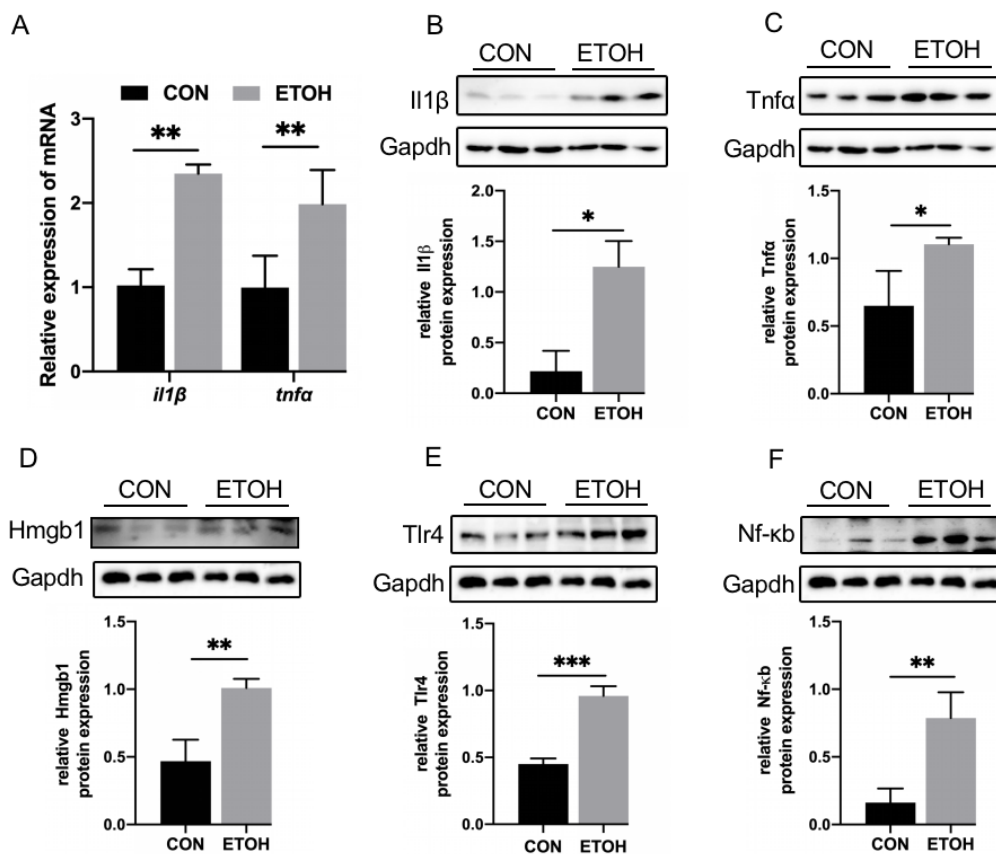 A
CON ETOH
Relative expression of mRNA
3
2
1
0
** **
il1β tnfα
B
CON ETOH
Il1β
Gapdh
relative Il1β
protein expression
2.0
1.5
1.0
0.5
0.0
*
CON ETOH
C
CON ETOH
Tnfα
Gapdh
relative Tnfα
protein expression
1.5
1.0
0.5
0.0
*
CON ETOH
D
CON ETOH
Hmgb1
Gapdh
relative Hmgb1
protein expression
1.5
1.0
0.5
0.0
**
CON ETOH
E
CON ETOH
Tlr4
Gapdh
relative Tlr4
protein expression
1.5
1.0
0.5
0.0
***
CON ETOH
F
CON ETOH
Nf-κb
Gapdh
relative Nf-κb
protein expression
1.5
1.0
0.5
0.0
**
CON ETOH